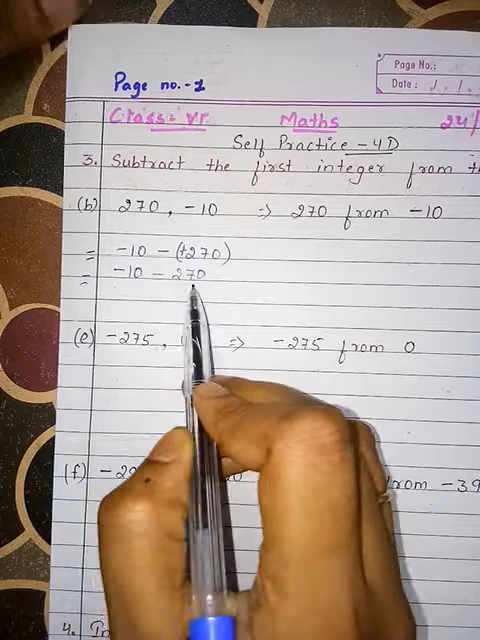 Page No.:
Date:
Page no.-1
Class:- VI Maths 24/
Self Practice - 4D
3. Subtract the first integer from
(b) 270, -10 ⇒ 270 from -10
= -10 - (+270)
= -10 - 270
(e) -275, ⇒ -275 from 0
(f) from -39
4.